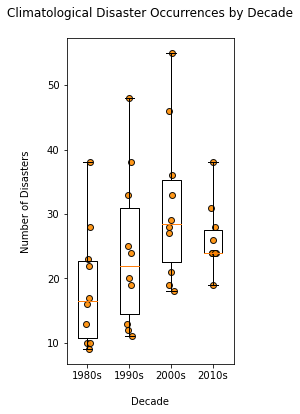 Climatological Disaster Occurrences by Decade
50
40
30
20
10
Number of Disasters
1980s 1990s 2000s 2010s
Decade